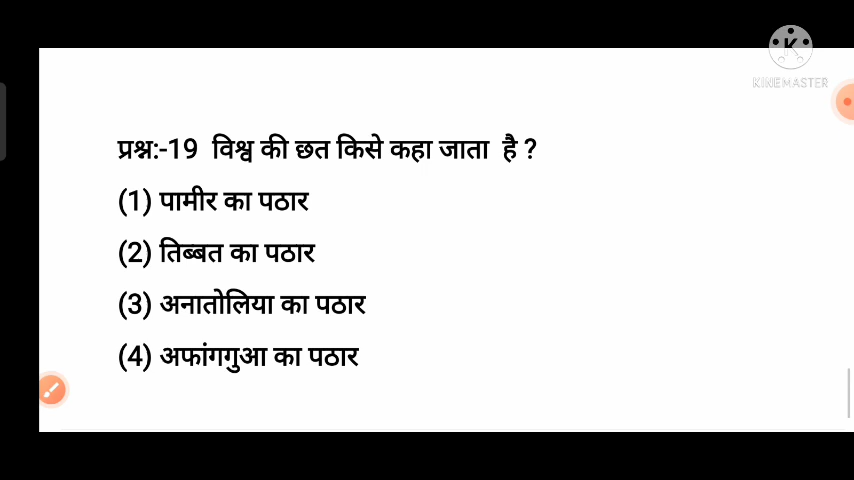 K
KINEMASTER
प्रश्न:-19 विश्व की छत किसे कहा जाता है ?
(1) पामीर का पठार
(2) तिब्बत का पठार
(3) अनातोलिया का पठार
(4) अफांगगुआ का पठार